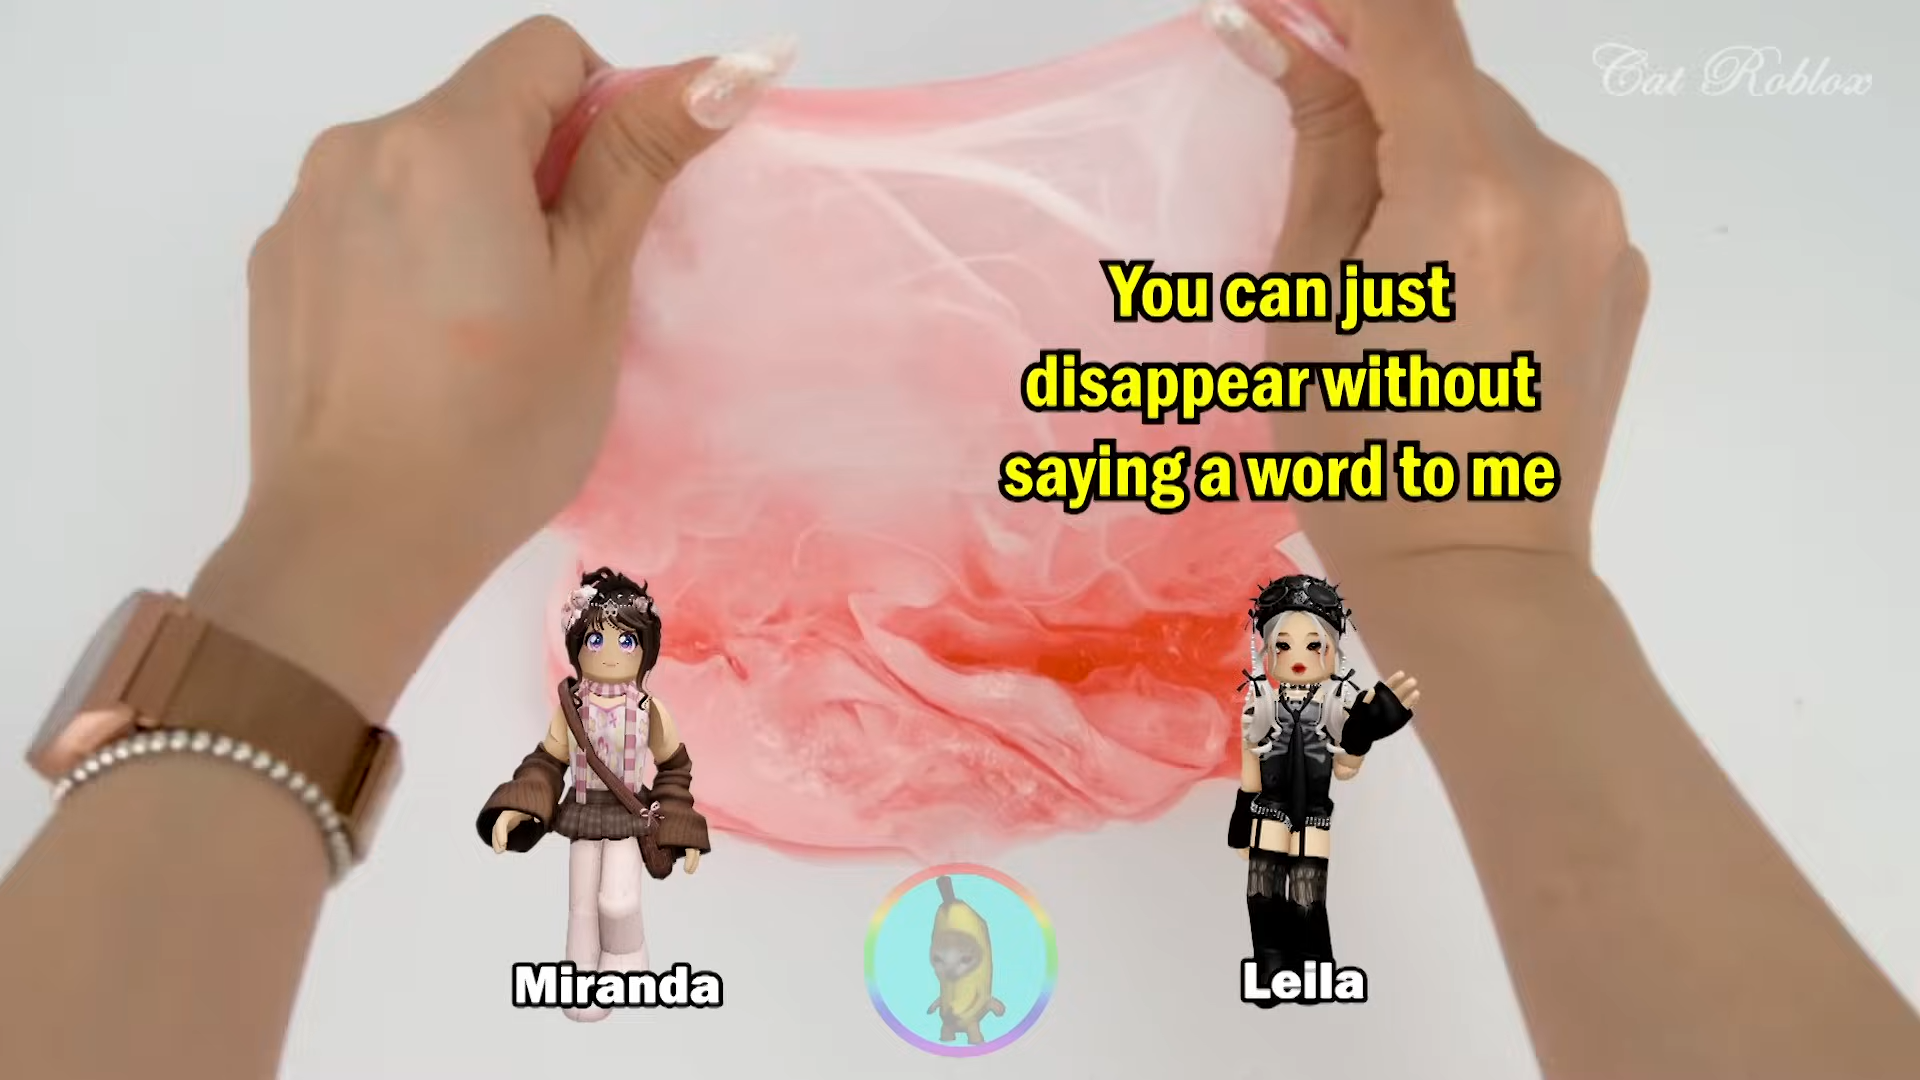 Cat Roblox
You can just
disappear without
saying a word to me
Miranda
Leila